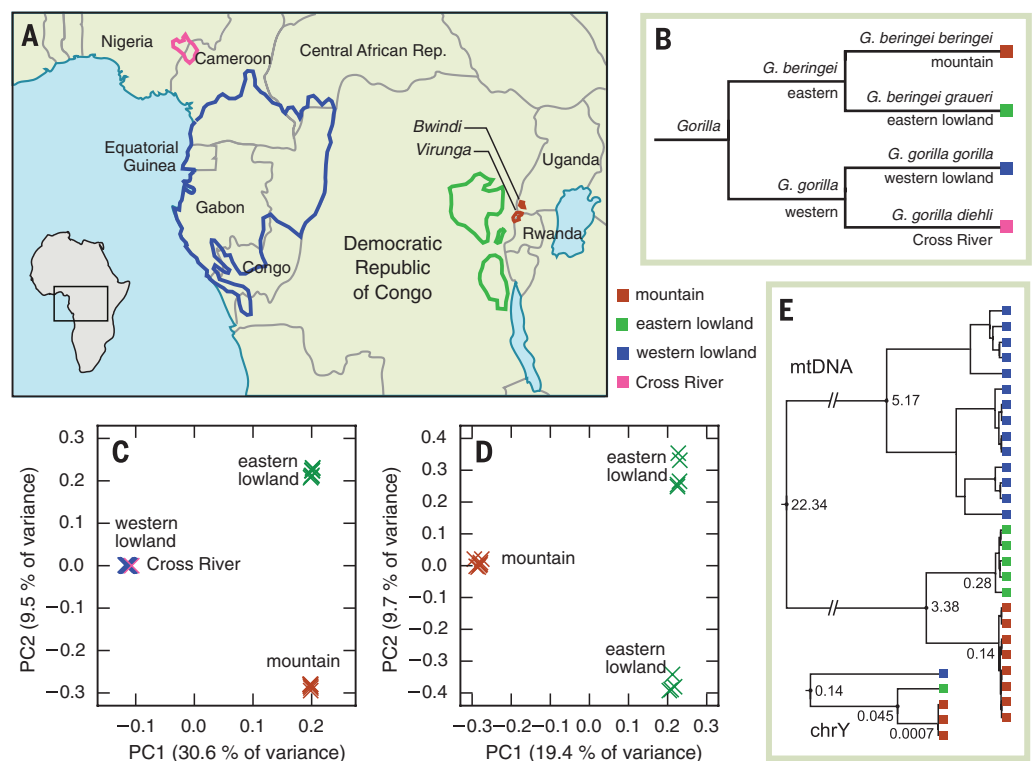 A
Nigeria
Cameroon
Central African Rep.
Equatorial
Guinea
Gabon
Congo
Democratic
Republic
of Congo
Bwindi
Virunga
Uganda
Rwanda
mountain
eastern lowland
western lowland
Cross River
B
Gorilla
G. beringei
eastern
G. gorilla
western
G. beringei beringei
mountain
G. beringei graueri
eastern lowland
G. gorilla gorilla
western lowland
G. gorilla diehli
Cross River
C
PC2 (9.5 % of variance)
0.3
0.2
0.1
0.0
−0.1
−0.2
−0.3
eastern
lowland
western
lowland
Cross River
mountain
−0.1 0.0 0.1 0.2
PC1 (30.6 % of variance)
D
PC2 (9.7 % of variance)
0.4
0.3
0.2
0.1
0.0
−0.1
−0.2
−0.3
−0.4
eastern
lowland
mountain
eastern
lowland
−0.3 −0.2 −0.1 0.0 0.1 0.2 0.3
PC1 (19.4 % of variance)
E
mtDNA
5.17
22.34
0.28
3.38
0.14
0.14
0.045
0.0007
chrY